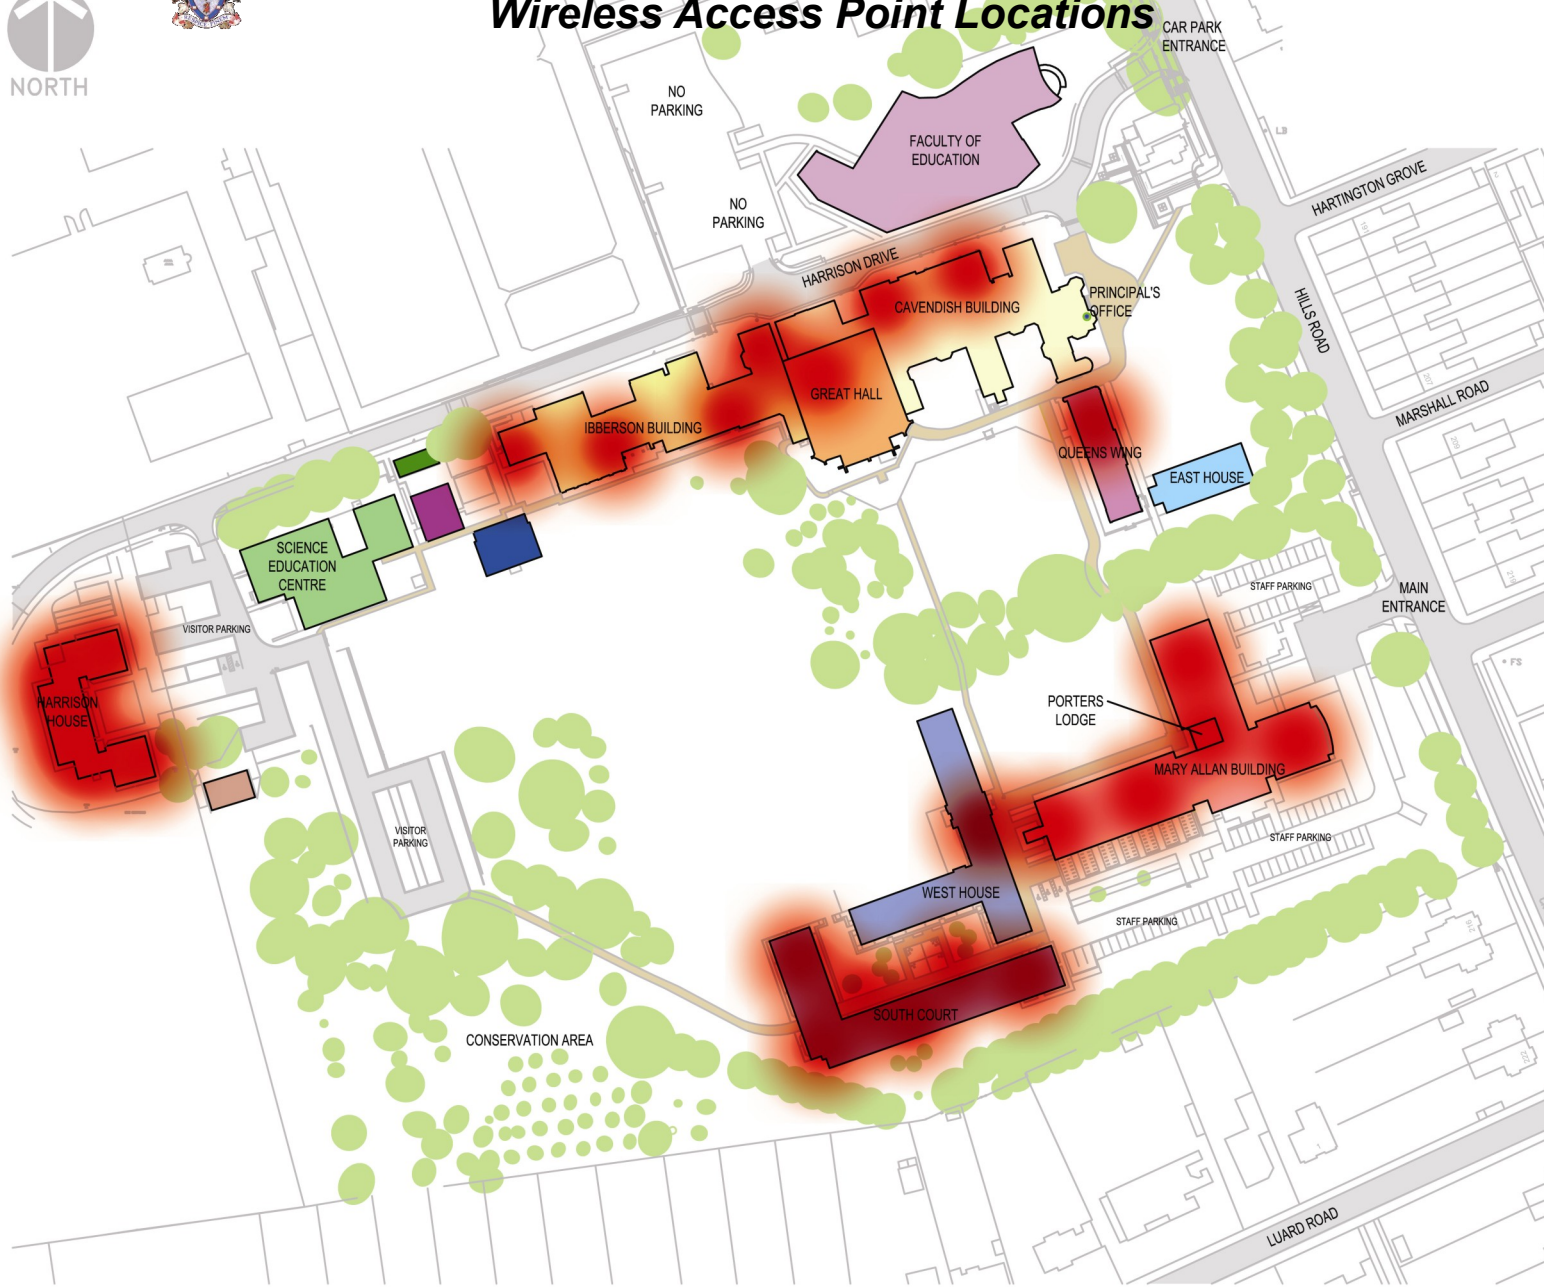 Wireless Access Point Locations
NORTH
CAR PARK
ENTRANCE
NO
PARKING
FACULTY OF
EDUCATION
HARTINGTON GROVE
NO
PARKING
HARRISON DRIVE
CAVENDISH BUILDING
PRINCIPAL'S
OFFICE
HILLS ROAD
GREAT HALL
MARSHALL ROAD
IBBERSON BUILDING
QUEENS WING
EAST HOUSE
SCIENCE
EDUCATION
CENTRE
STAFF PARKING
MAIN
ENTRANCE
VISITOR PARKING
FS
HARRISON
HOUSE
PORTERS
LODGE
MARY ALLAN BUILDING
VISITOR
PARKING
STAFF PARKING
WEST HOUSE
STAFF PARKING
SOUTH COURT
CONSERVATION AREA
222
LUARD ROAD